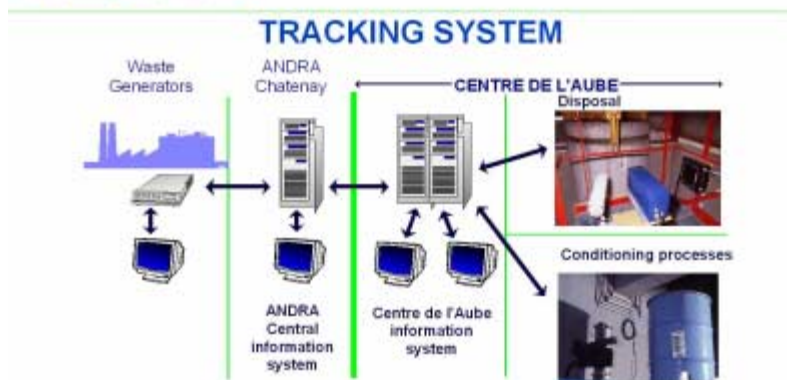 TRACKING SYSTEM
Waste
Generators
ANDRA
Chatenay
CENTRE DE L'AUBE
Disposal
Conditioning processes
ANDRA
Central
information
system
Centre de l'Aube
information
system